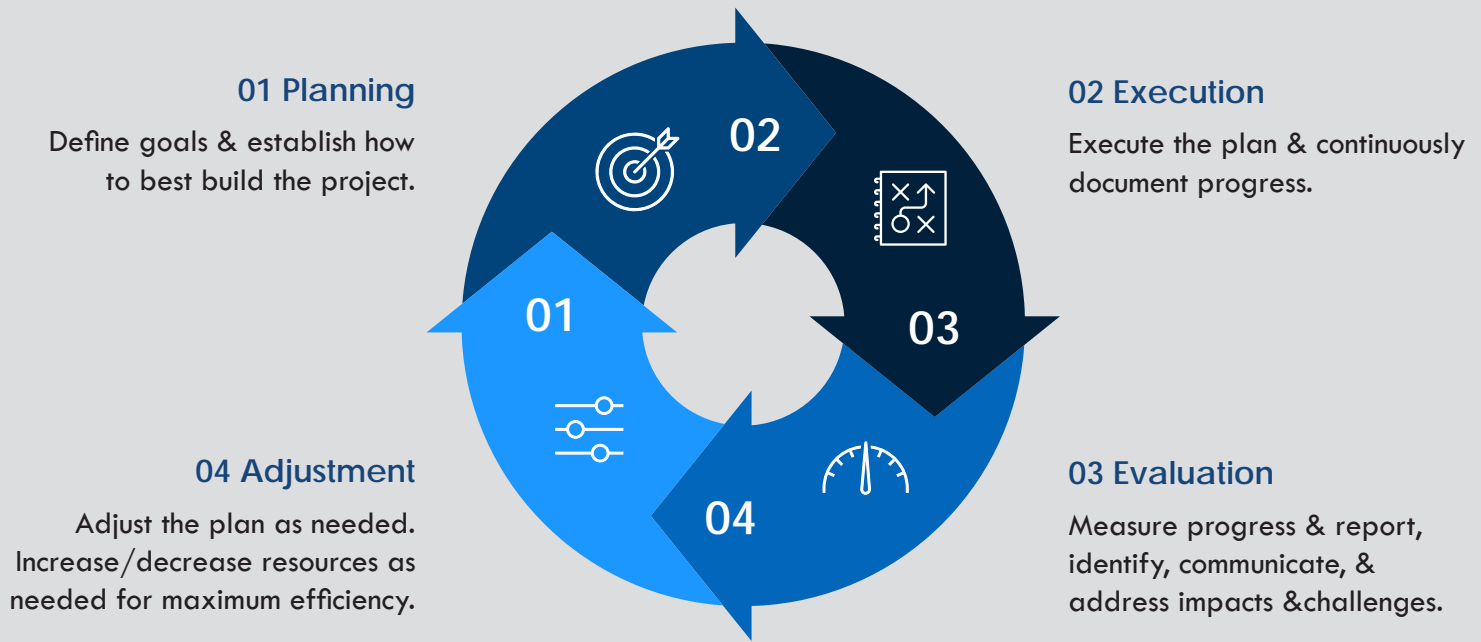 01 Planning
Define goals & establish how
to best build the project.
02 Execution
Execute the plan & continuously
document progress.
02
01
03
04
04 Adjustment
Adjust the plan as needed.
Increase/decrease resources as
needed for maximum efficiency.
03 Evaluation
Measure progress & report,
identify, communicate, &
address impacts &challenges.